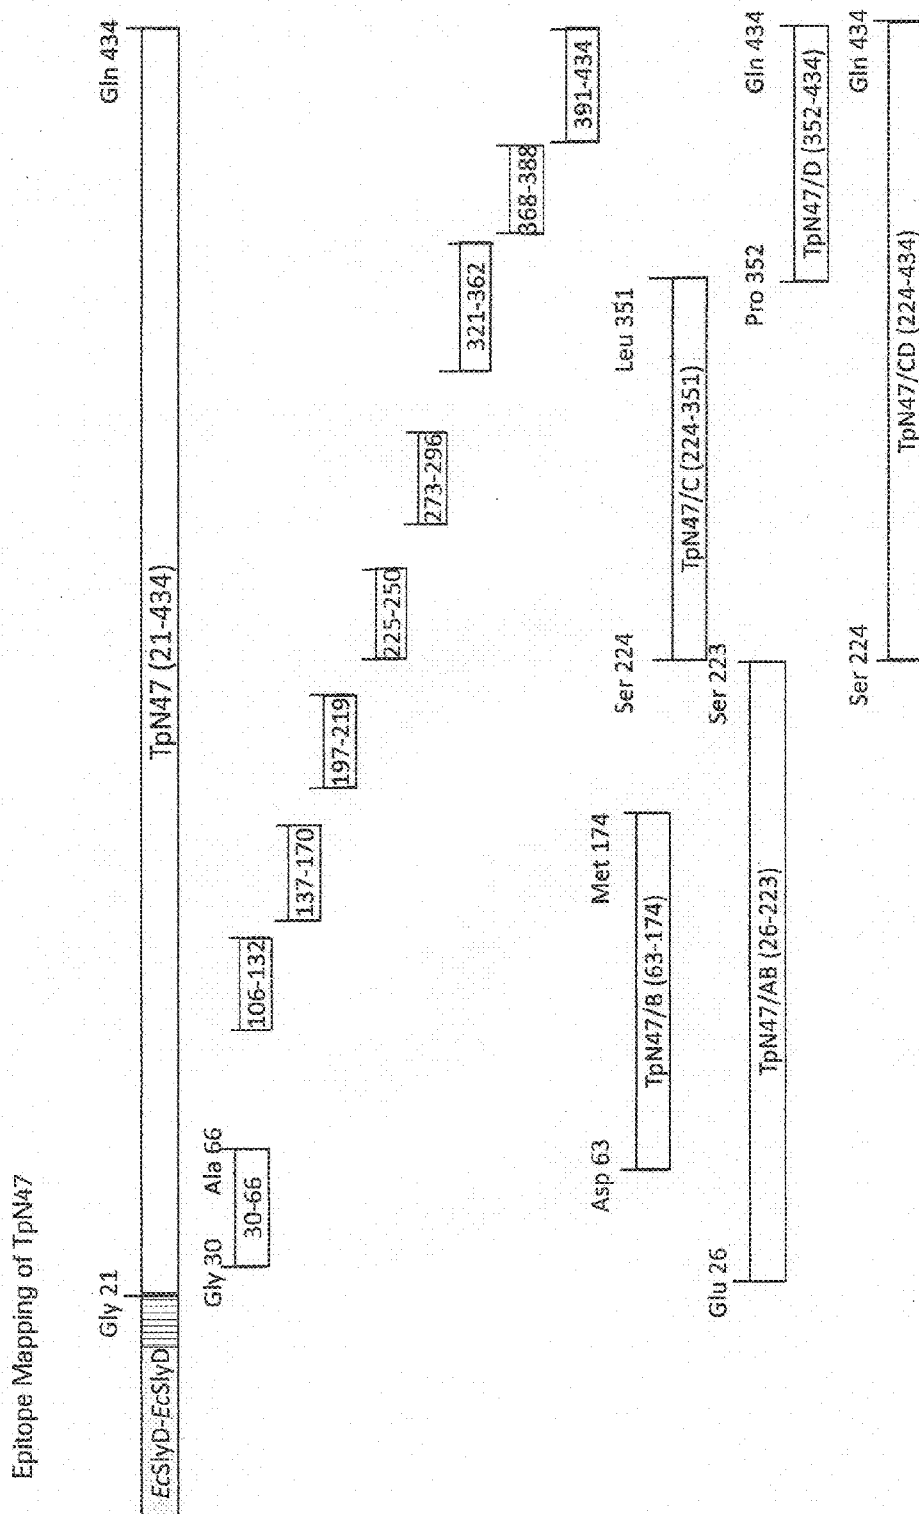 Epitope Mapping of TpN47
Gly 21
Gln 434
EcSlyD-EcSlyD
TpN47 (21-434)
Gly 30
Ala 66
30-66
106-132
137-170
197-219
225-250
273-296
321-362
368-388
391-434
Asp 63
Met 174
Ser 224
Leu 351
TpN47/B (63-174)
TpN47/C (224-351)
Glu 26
Ser 223
Pro 352
Gln 434
TpN47/AB (26-223)
TpN47/D (352-434)
Ser 224
Gln 434
TpN47/CD (224-434)